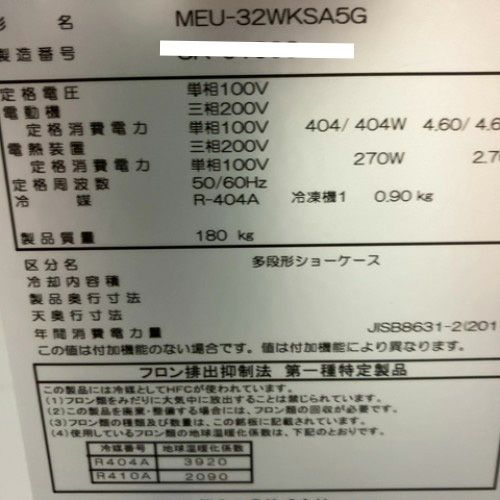 形 名 MEU-32WKSA5G
製造番号
定格電圧 単相100V
電動機 三相200V
定格消費電力 単相100V 404/ 404W 4.60/ 4.6
電熱装置 三相200V
定格消費電力 単相100V 270W 2.70
定格周波数 50/60Hz
冷 媒 R-404A 冷凍機1 0.90 kg
製品質量 180 kg
区分名 多段形ショーケース
冷却内容積
製品奥行寸法
天奥行寸法
年間消費電力量 JISB8631-2(201
この値は付加機能のない場合です。値は付加機能により異なります。
フロン排出抑制法 第一種特定製品
この製品には冷媒としてHFCが使われています。
(1)フロン類をみだりに大気中に放出することは禁じられています。
(2)この製品を廃棄・整備する場合には、フロン類の回収が必要です。
(3)フロン類の種類及び数量は、この銘板に記載されています。
(4)使用しているフロン類の地球温暖化係数は、下記のとおりです。
冷媒番号 地球温暖化係数
R404A 3920
R410A 2090